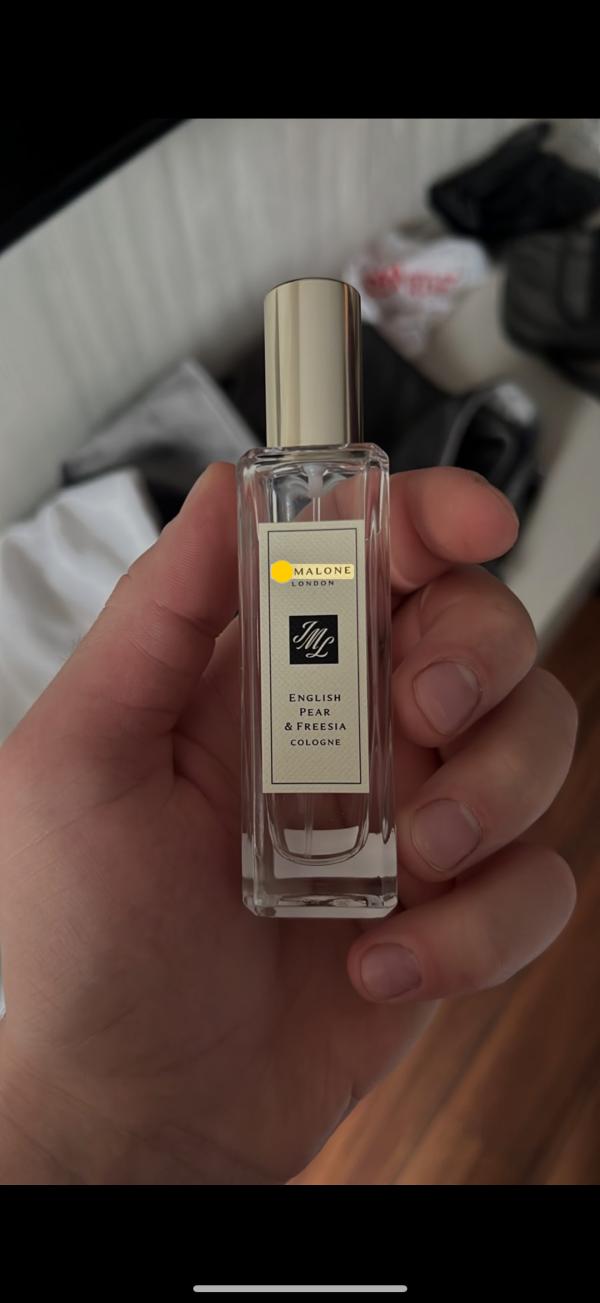 MALONE
LONDON
JML
ENGLISH
PEAR
& FREESIA
COLOGNE